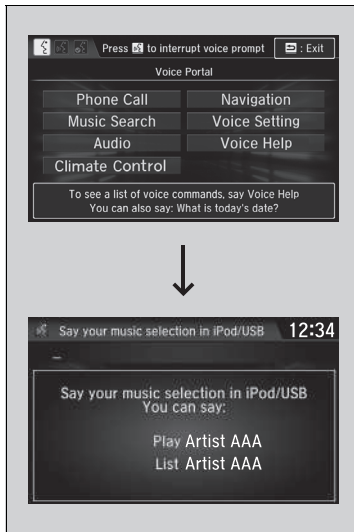 Press to interrupt voice prompt
: Exit
Voice Portal
Phone Call
Navigation
Music Search
Voice Setting
Audio
Voice Help
Climate Control
To see a list of voice commands, say Voice Help
You can also say: What is today's date?
Say your music selection in iPod/USB
12:34
Say your music selection in iPod/USB
You can say:
Play Artist AAA
List Artist AAA